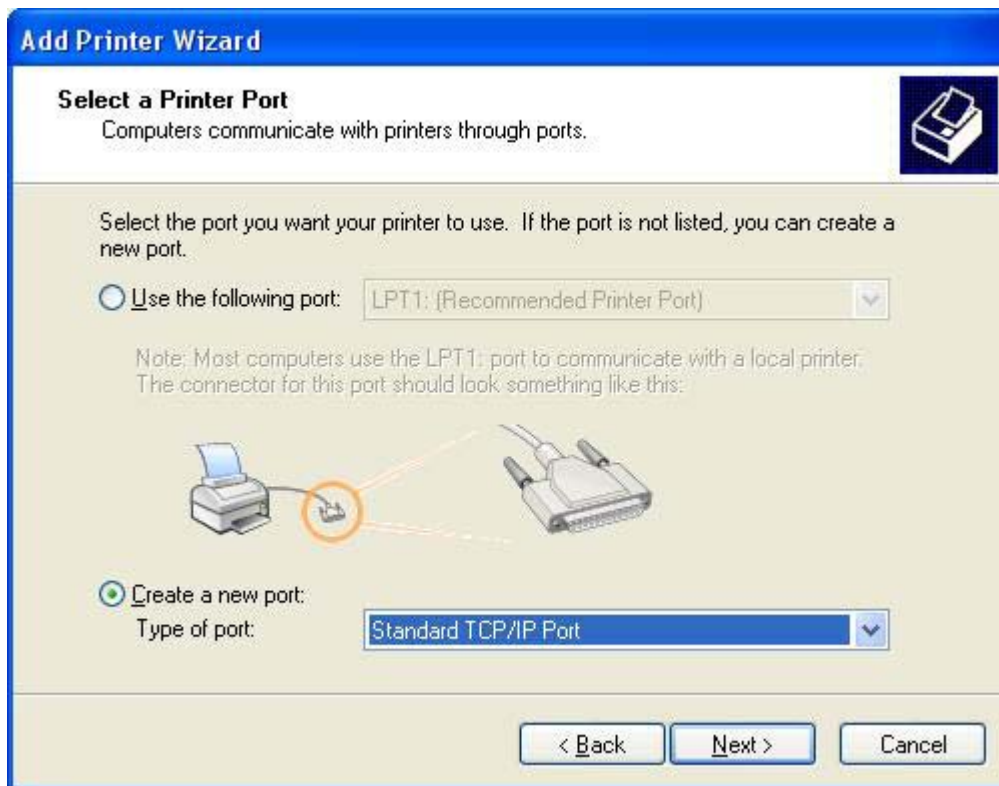 Add Printer Wizard
Select a Printer Port
Computers communicate with printers through ports.
Select the port you want your printer to use.  If the port is not listed, you can create a
new port.
Use the following port: LPT1: (Recommended Printer Port)
Note: Most computers use the LPT1: port to communicate with a local printer.
The connector for this port should look something like this:
Create a new port:
Type of port: Standard TCP/IP Port
< Back Next > Cancel